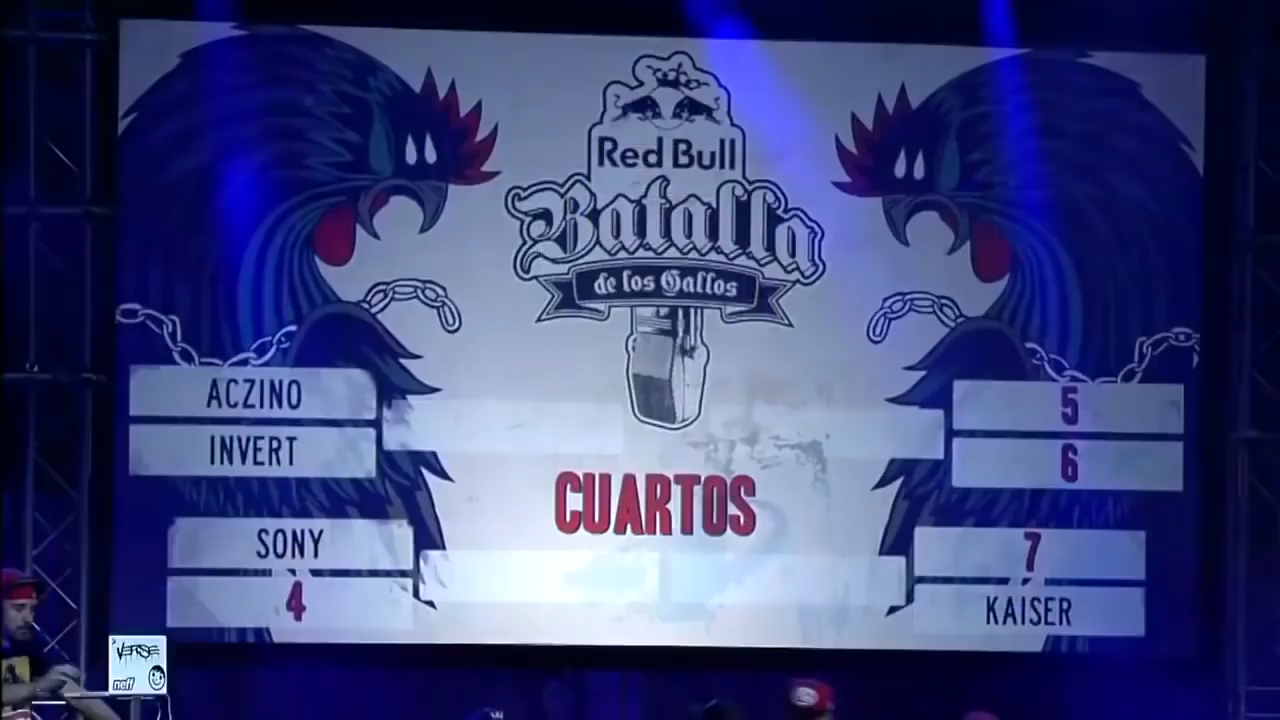 Red Bull
Batalla
de los Gallos
ACZINO
INVERT
5
6
CUARTOS
SONY
4
7
KAISER
VERSE
neff